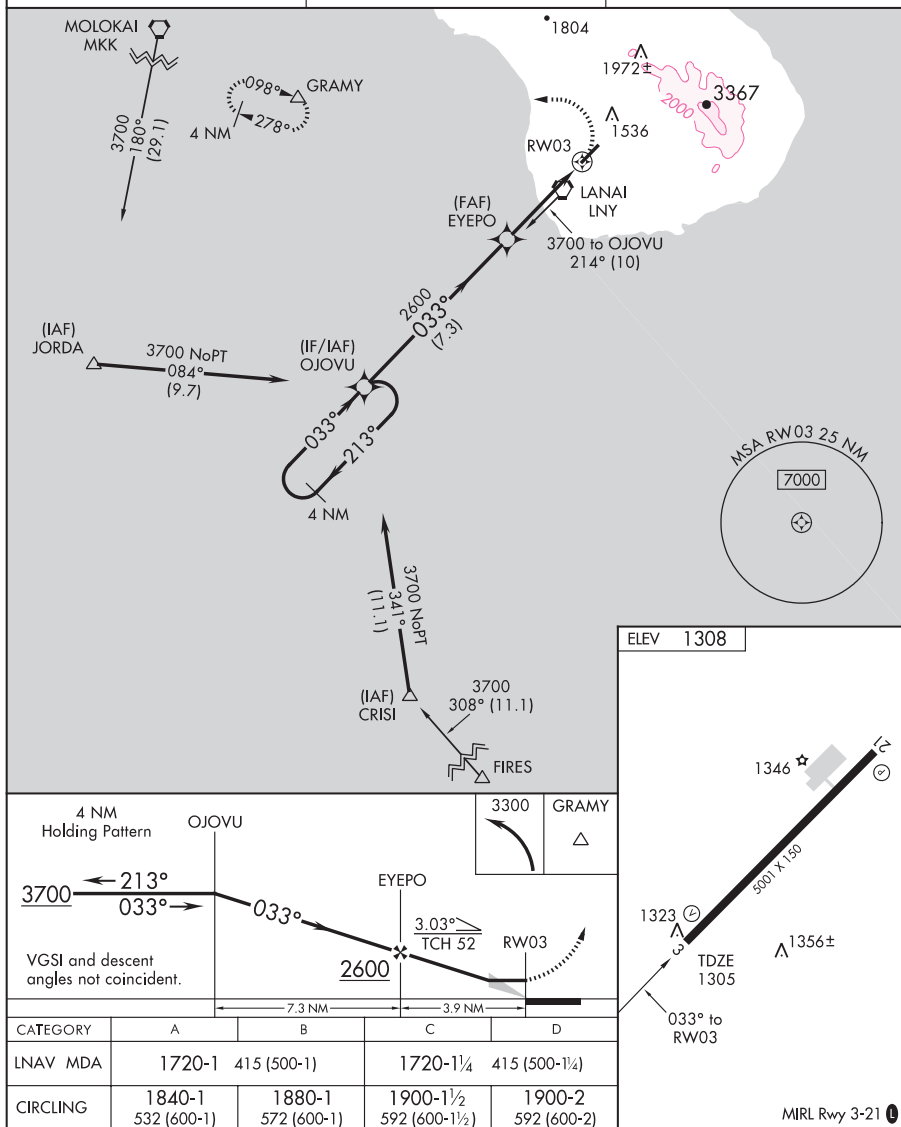 MOLOKAI
MKK
3700
180°
(29.1)
098°
GRAMY
278°
4 NM
1804
1972±
2000
3367
1536
RW03
LANAI
LNY
(FAF)
EYEPO
3700 to OJOVU
214° (10)
2600
033°
(7.3)
(IAF)
JORDA
3700 NoPT
084°
(9.7)
(IF/IAF)
OJOVU
033°
213°
4 NM
MSA RW03 25 NM
7000
3700 NoPT
341°
(11.1)
(IAF)
CRISI
3700
308° (11.1)
FIRES
ELEV 1308
1346
21
P
5001 X 150
1323
V
3
TDZE
1305
1356±
033° to
RW03
MIRL Rwy 3-21 L
4 NM
Holding Pattern
OJOVU
3300
GRAMY
3700
213°
033°
033°
EYEPO
3.03°
TCH 52
RW03
2600
VGSI and descent
angles not coincident.
7.3 NM
3.9 NM
CATEGORY A B C D
LNAV MDA 1720-1 415 (500-1) 1720-1¼ 415 (500-1¼)
CIRCLING 1840-1 1880-1 1900-1½ 1900-2
532 (600-1) 572 (600-1) 592 (600-1½) 592 (600-2)